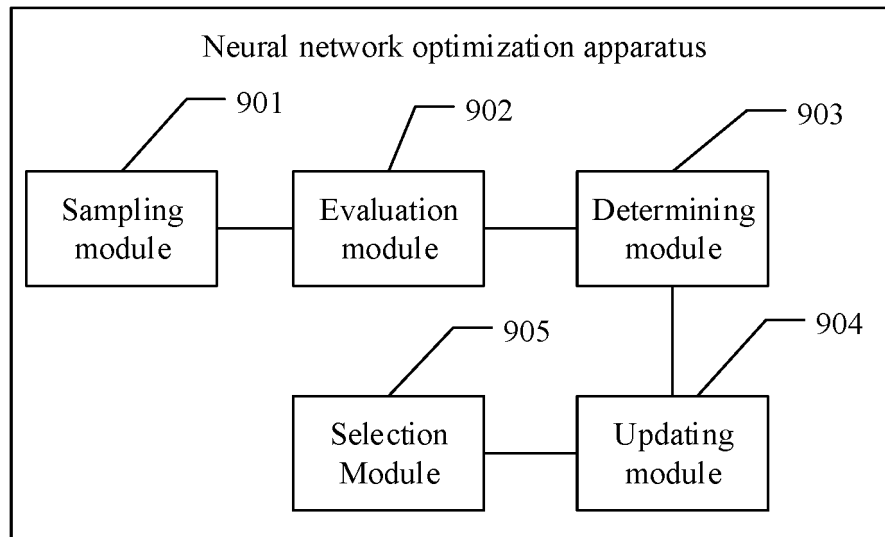 Neural network optimization apparatus
901
902
903
Sampling
module
Evaluation
module
Determining
module
905
904
Selection
Module
Updating
module